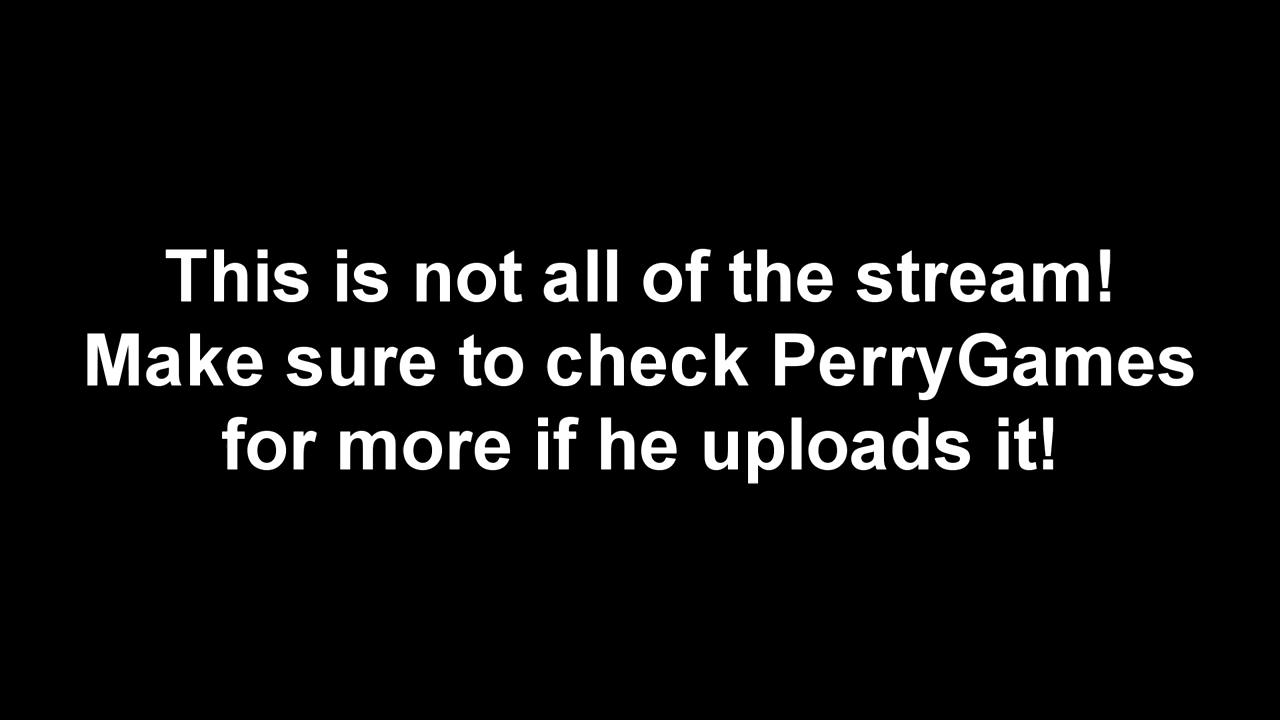 This is not all of the stream!
Make sure to check PerryGames
for more if he uploads it!